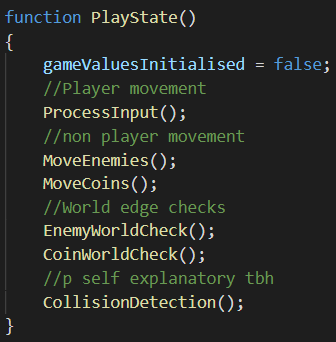 function PlayState()
{
    gameValuesInitialised = false;
    //Player movement
    ProcessInput();
    //non player movement
    MoveEnemies();
    MoveCoins();
    //World edge checks
    EnemyWorldCheck();
    CoinWorldCheck();
    //p self explanatory tbh
    CollisionDetection();
}